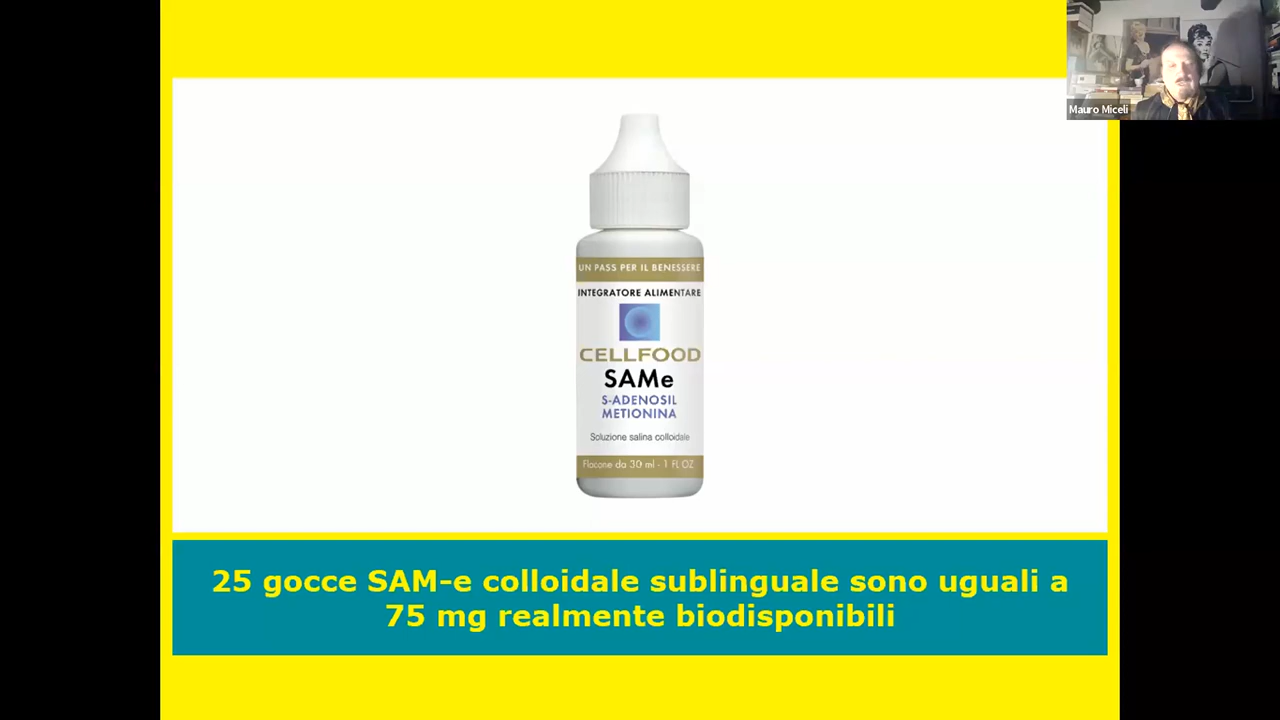 Mauro Miceli
UN PASS PER IL BENESSERE
INTEGRATORE ALIMENTARE
CELLFOOD
SAMe
S-ADENOSIL
METIONINA
Soluzione salina colloidale
Flacone da 30 ml - 1 FL OZ
25 gocce SAM-e colloidale sublinguale sono uguali a
75 mg realmente biodisponibili